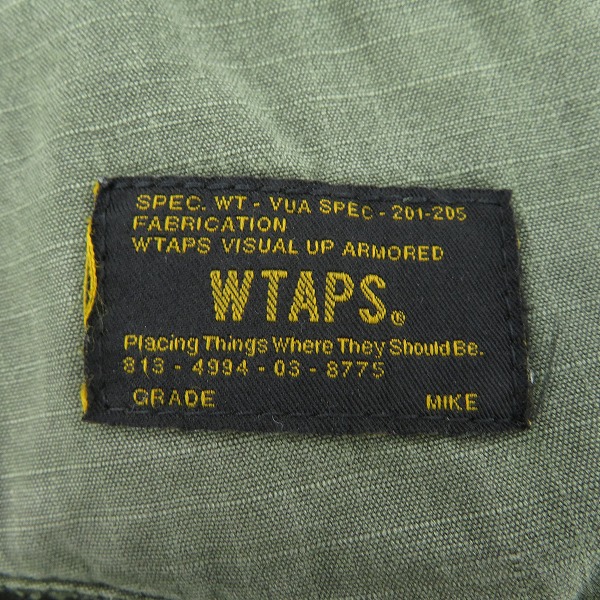 SPEC. WT - VUA SPEC - 201-205
FABRICATION
WTAPS VISUAL UP ARMORED
WTAPS®
Placing Things Where They Should Be.
813 - 4994 - 03 - 8775
GRADE MIKE